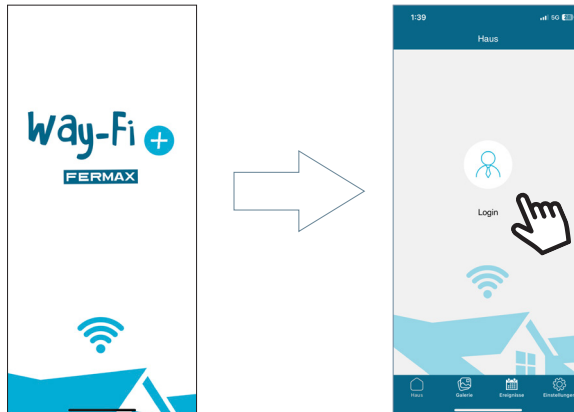 Way-Fi +
FERMAX
1:39
5G
Haus
Login
Haus
Galerie
Ereignisse
Einstellungen